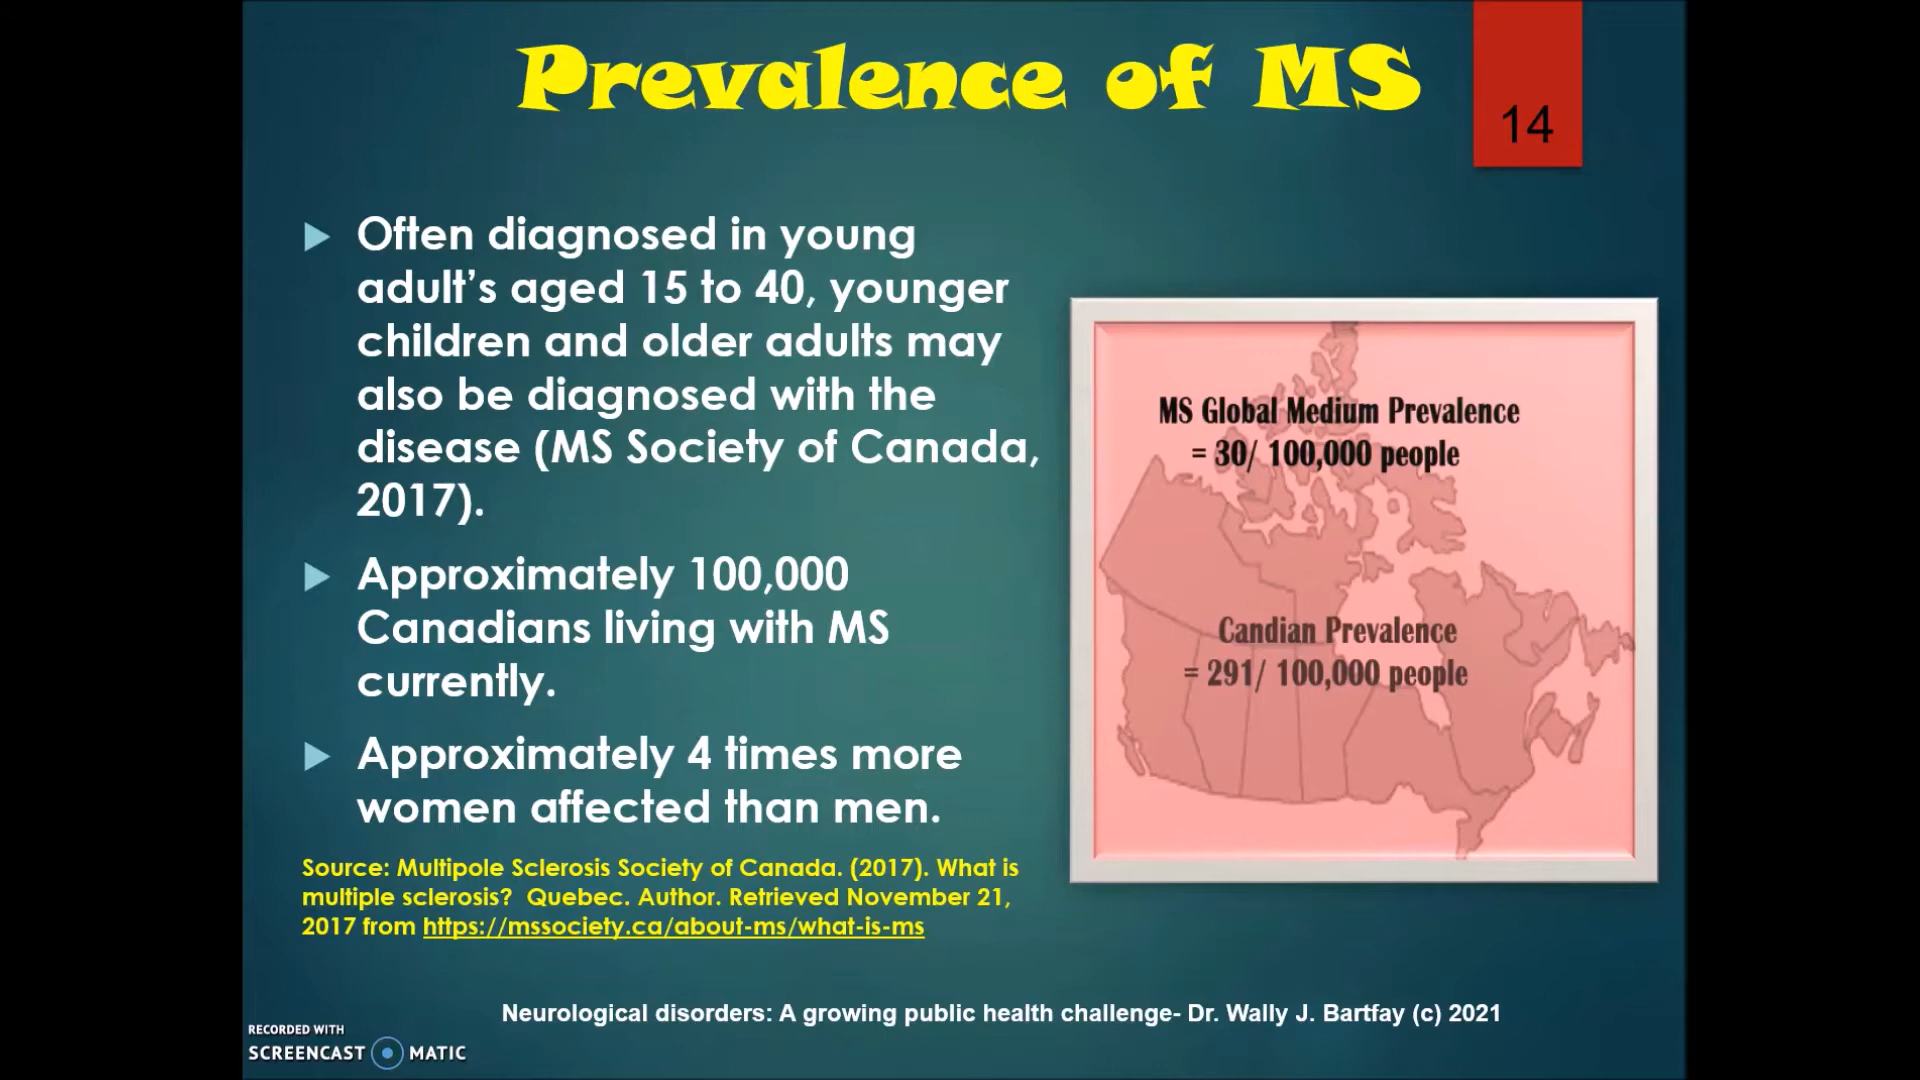 Prevalence of MS
14
Often diagnosed in young
adult's aged 15 to 40, younger
children and older adults may
also be diagnosed with the
disease (MS Society of Canada,
2017).
Approximately 100,000
Canadians living with MS
currently.
Approximately 4 times more
women affected than men.
Source: Multipole Sclerosis Society of Canada. (2017). What is
multiple sclerosis? Quebec. Author. Retrieved November 21,
2017 from https://mssociety.ca/about-ms/what-is-ms
MS Global Medium Prevalence
= 30/ 100,000 people
Candian Prevalence
= 291/ 100,000 people
Neurological disorders: A growing public health challenge- Dr. Wally J. Bartfay (c) 2021
RECORDED WITH
SCREENCAST MATIC